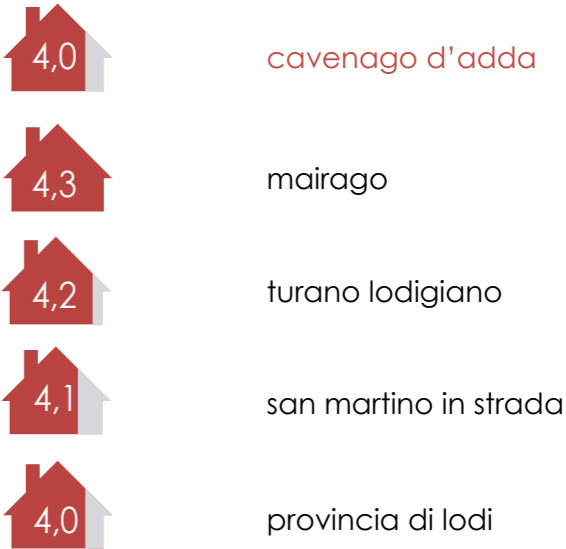 4,0 cavenago d’adda
4,3 mairago
4,2 turano lodigiano
4,1 san martino in strada
4,0 provincia di lodi